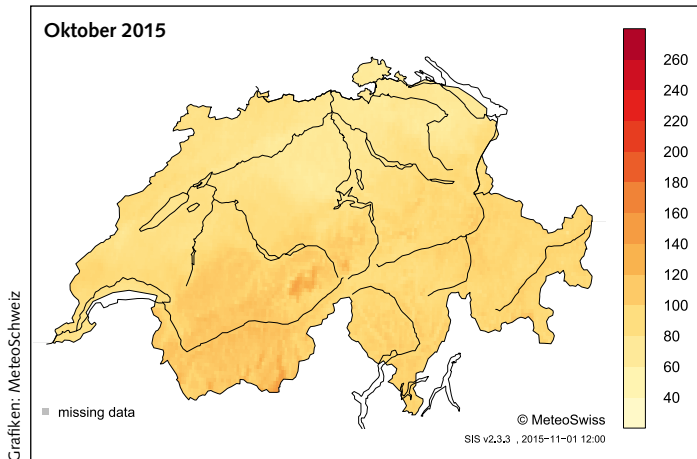 Oktober 2015
260
240
220
200
180
160
140
120
100
80
60
40
missing data
© MeteoSwiss
SIS v2.3.3 , 2015-11-01 12:00
Grafiken: MeteoSchweiz